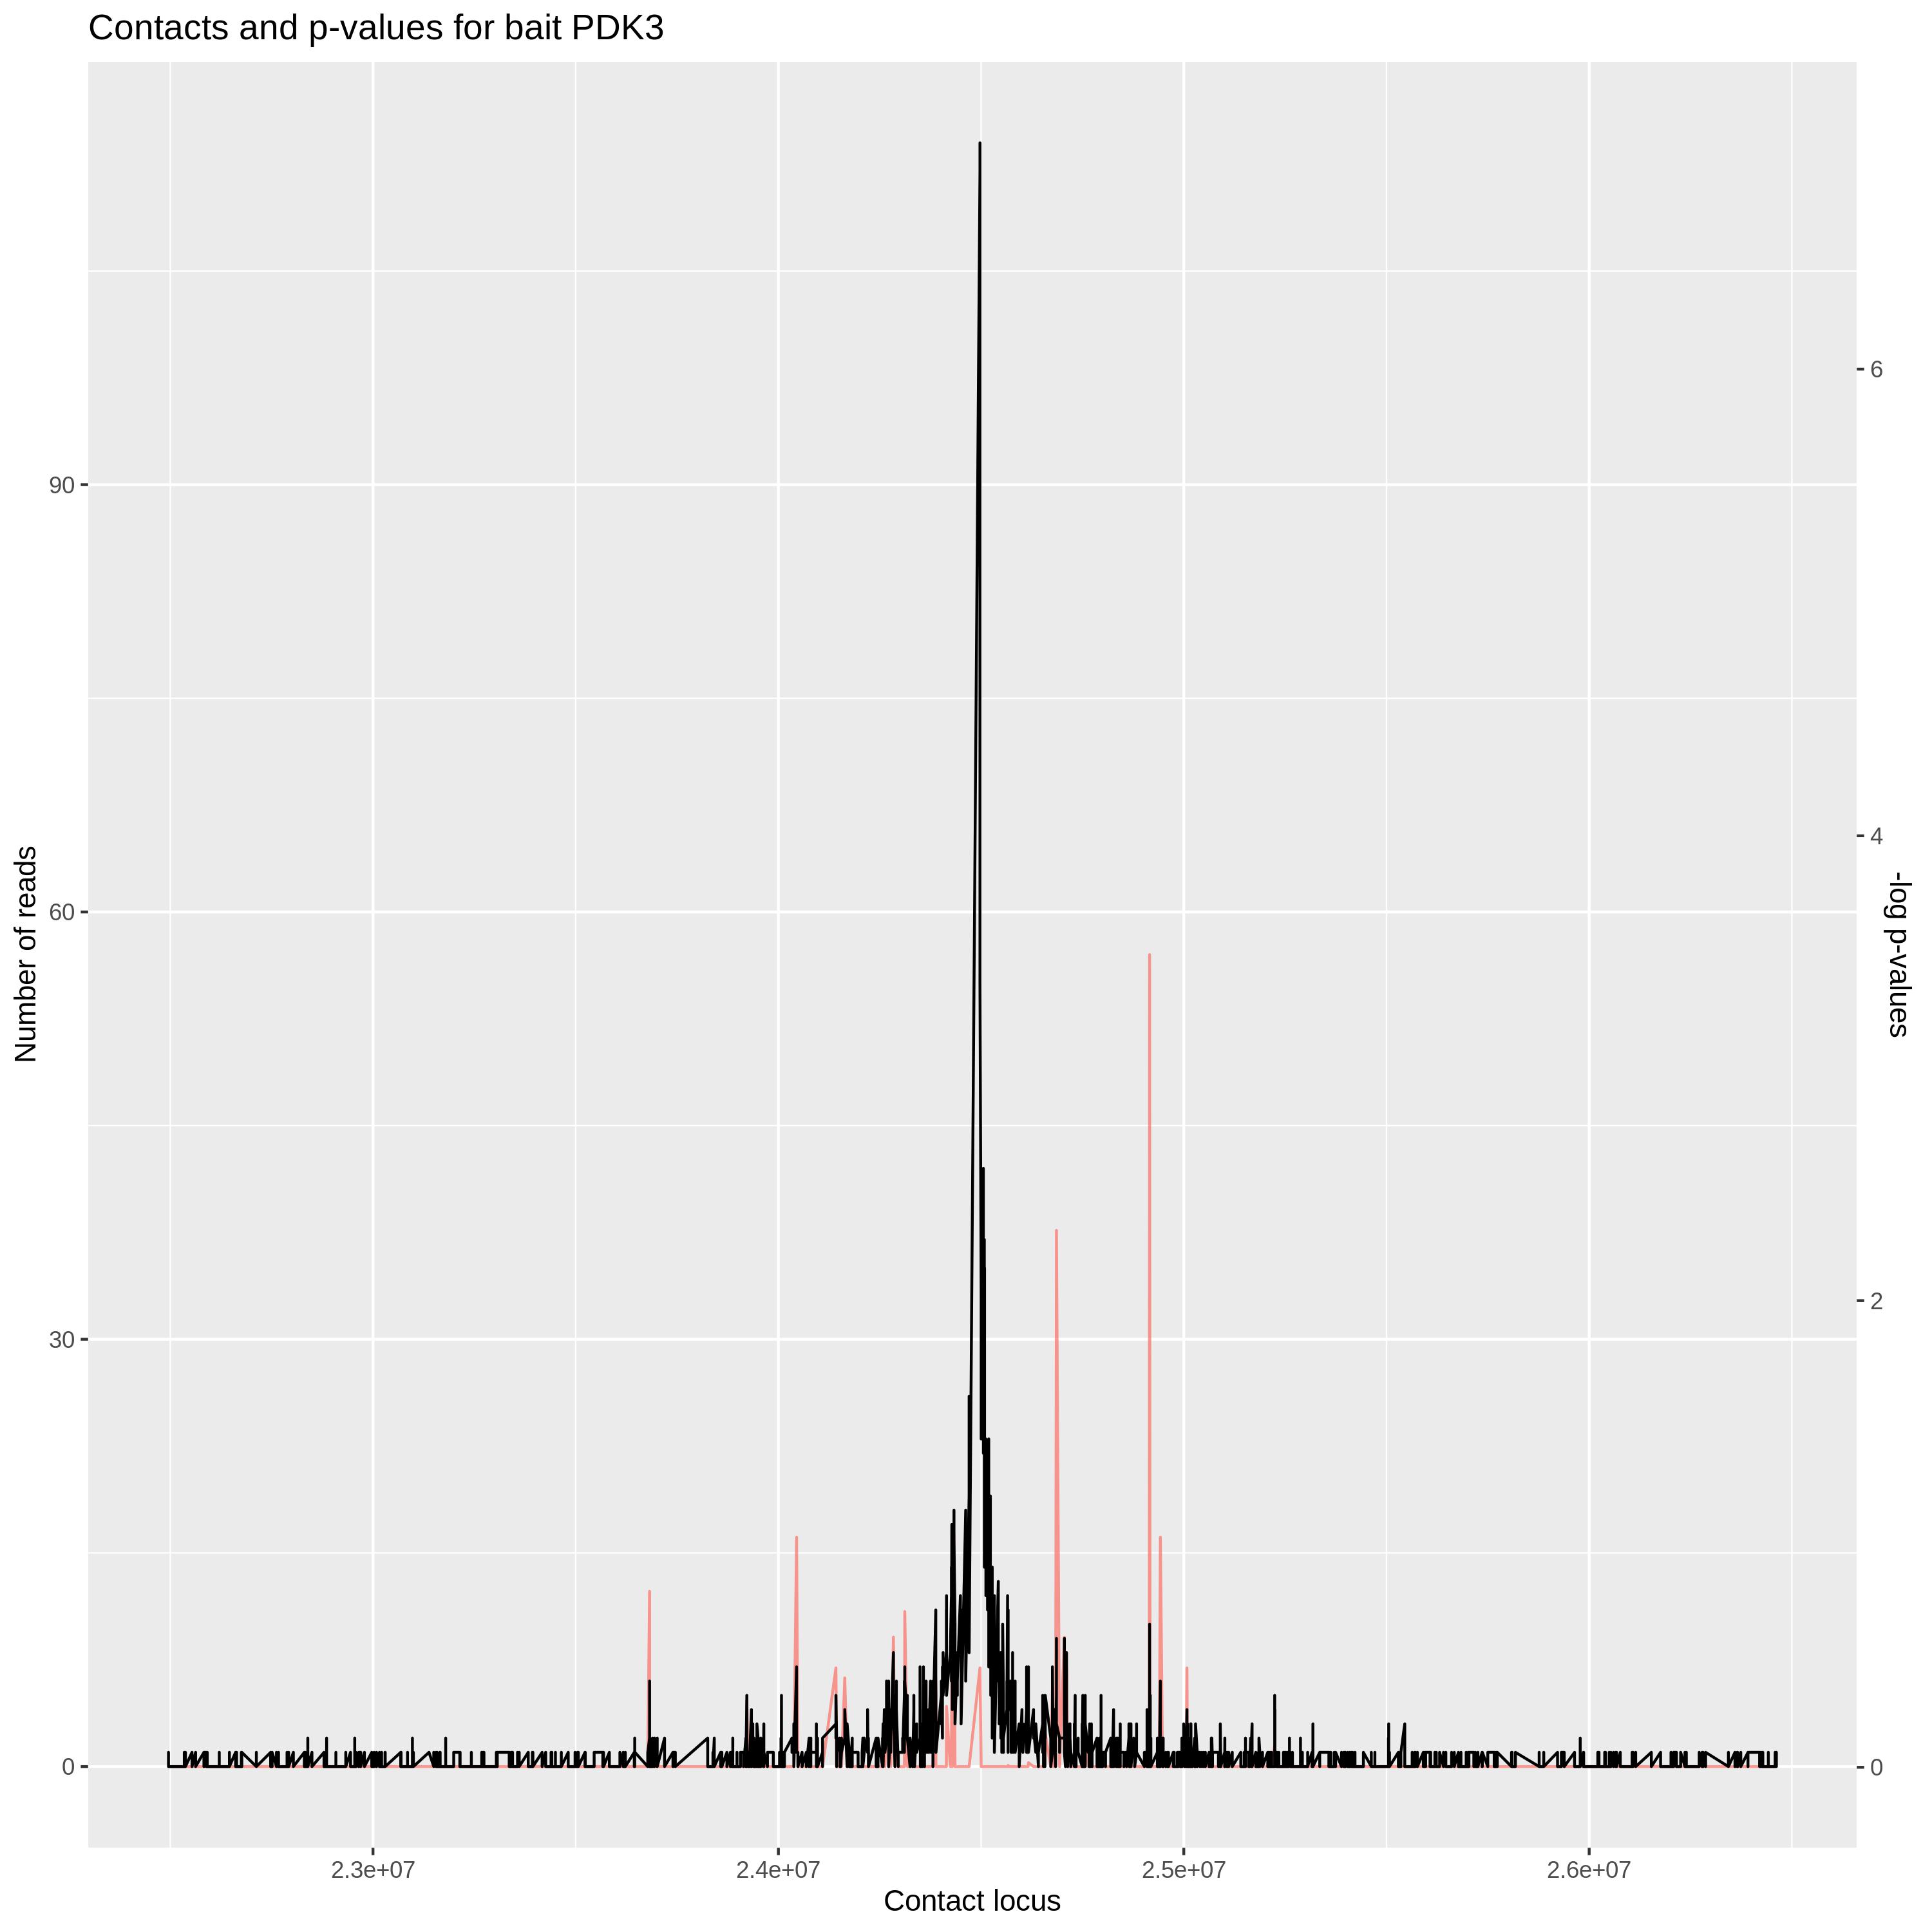 Contacts and p-values for bait PDK3
Number of reads
90
60
30
0
6
4
2
0
-log p-values
2.3e+07
2.4e+07
2.5e+07
2.6e+07
Contact locus